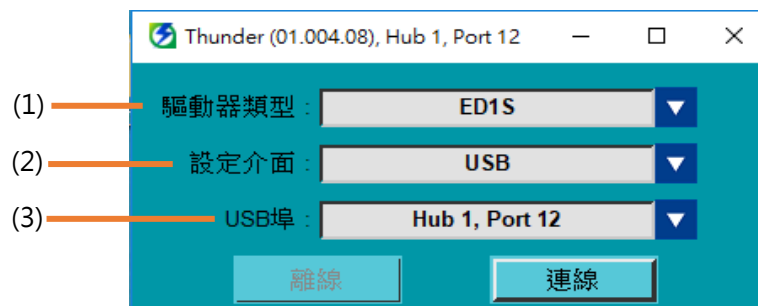 Thunder (01.004.08), Hub 1, Port 12
(1) 驅動器類型 : ED1S
(2) 設定介面 : USB
(3) USB埠 : Hub 1, Port 12
離線 連線